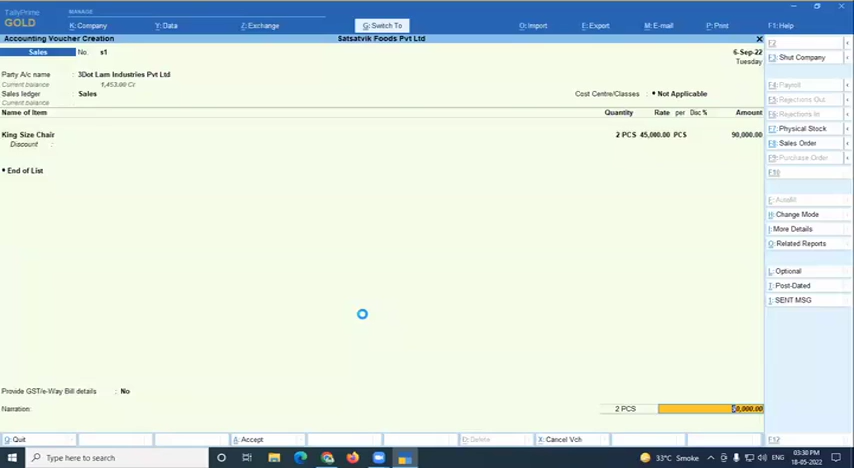 TallyPrime
GOLD
MANAGE
K: Company
Y: Data
Z: Exchange
G: Switch To
O: Import
E: Export
M: E-mail
P: Print
F1: Help
Accounting Voucher Creation
Satsatvik Foods Pvt Ltd
Sales No. s1
6-Sep-22
Tuesday
Party A/c name : 3Dot Lam Industries Pvt Ltd
Current balance : 1,453.00 Cr
Sales ledger : Sales
Cost Centre/Classes : Not Applicable
Current balance :
Name of Item Quantity Rate per Disc % Amount
King Size Chair 2 PCS 45,000.00 PCS 90,000.00
Discount :
End of List
Provide GST/e-Way Bill details : No
Narration:
2 PCS
F2
F3: Shut Company
F4: Payroll
F5: Rejections Out
F6: Rejections In
F7: Physical Stock
F8: Sales Order
F9: Purchase Order
F10
F: Autofill
H: Change Mode
I: More Details
O: Related Reports
L: Optional
T: Post-Dated
1: SENT MSG
Q: Quit
A: Accept
D: Delete
X: Cancel Vch
F12
Type here to search
33°C Smoke
ENG
03:30 PM
18-05-2022